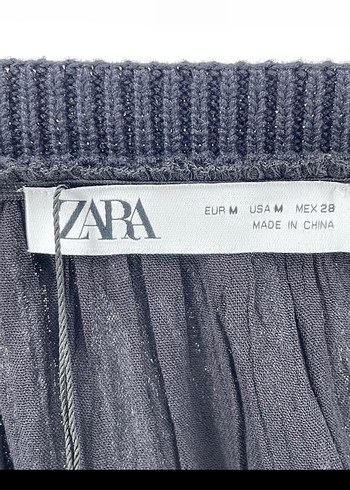 ZARA
EUR M USA M MEX 28
MADE IN CHINA